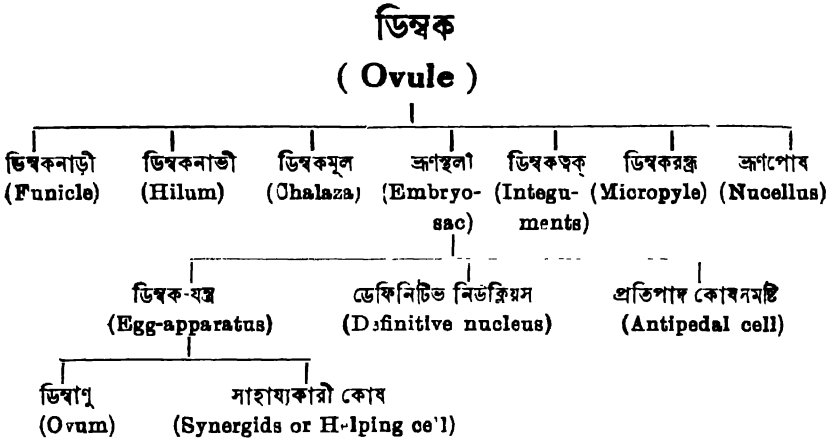 ডিম্বক
( Ovule )
ডিম্বকনাড়ী ডিম্বকনাভী ডিম্বকমূল ভ্রূণস্থলী ডিম্বকত্বক্ ডিম্বকরন্ধ্র ভ্রূণপোষ
(Funicle) (Hilum) (Chalaza) (Embryo- (Integu- (Micropyle) (Nucellus)
sac) ments)
ডিম্বক-যন্ত্র ডেফিনিটিভ নিউক্লিয়স প্রতিপাদ কোষসমষ্টি
(Egg-apparatus) (Definitive nucleus) (Antipedal cell)
ডিম্বাণু সাহায্যকারী কোষ
(Ovum) (Synergids or Helping cell)